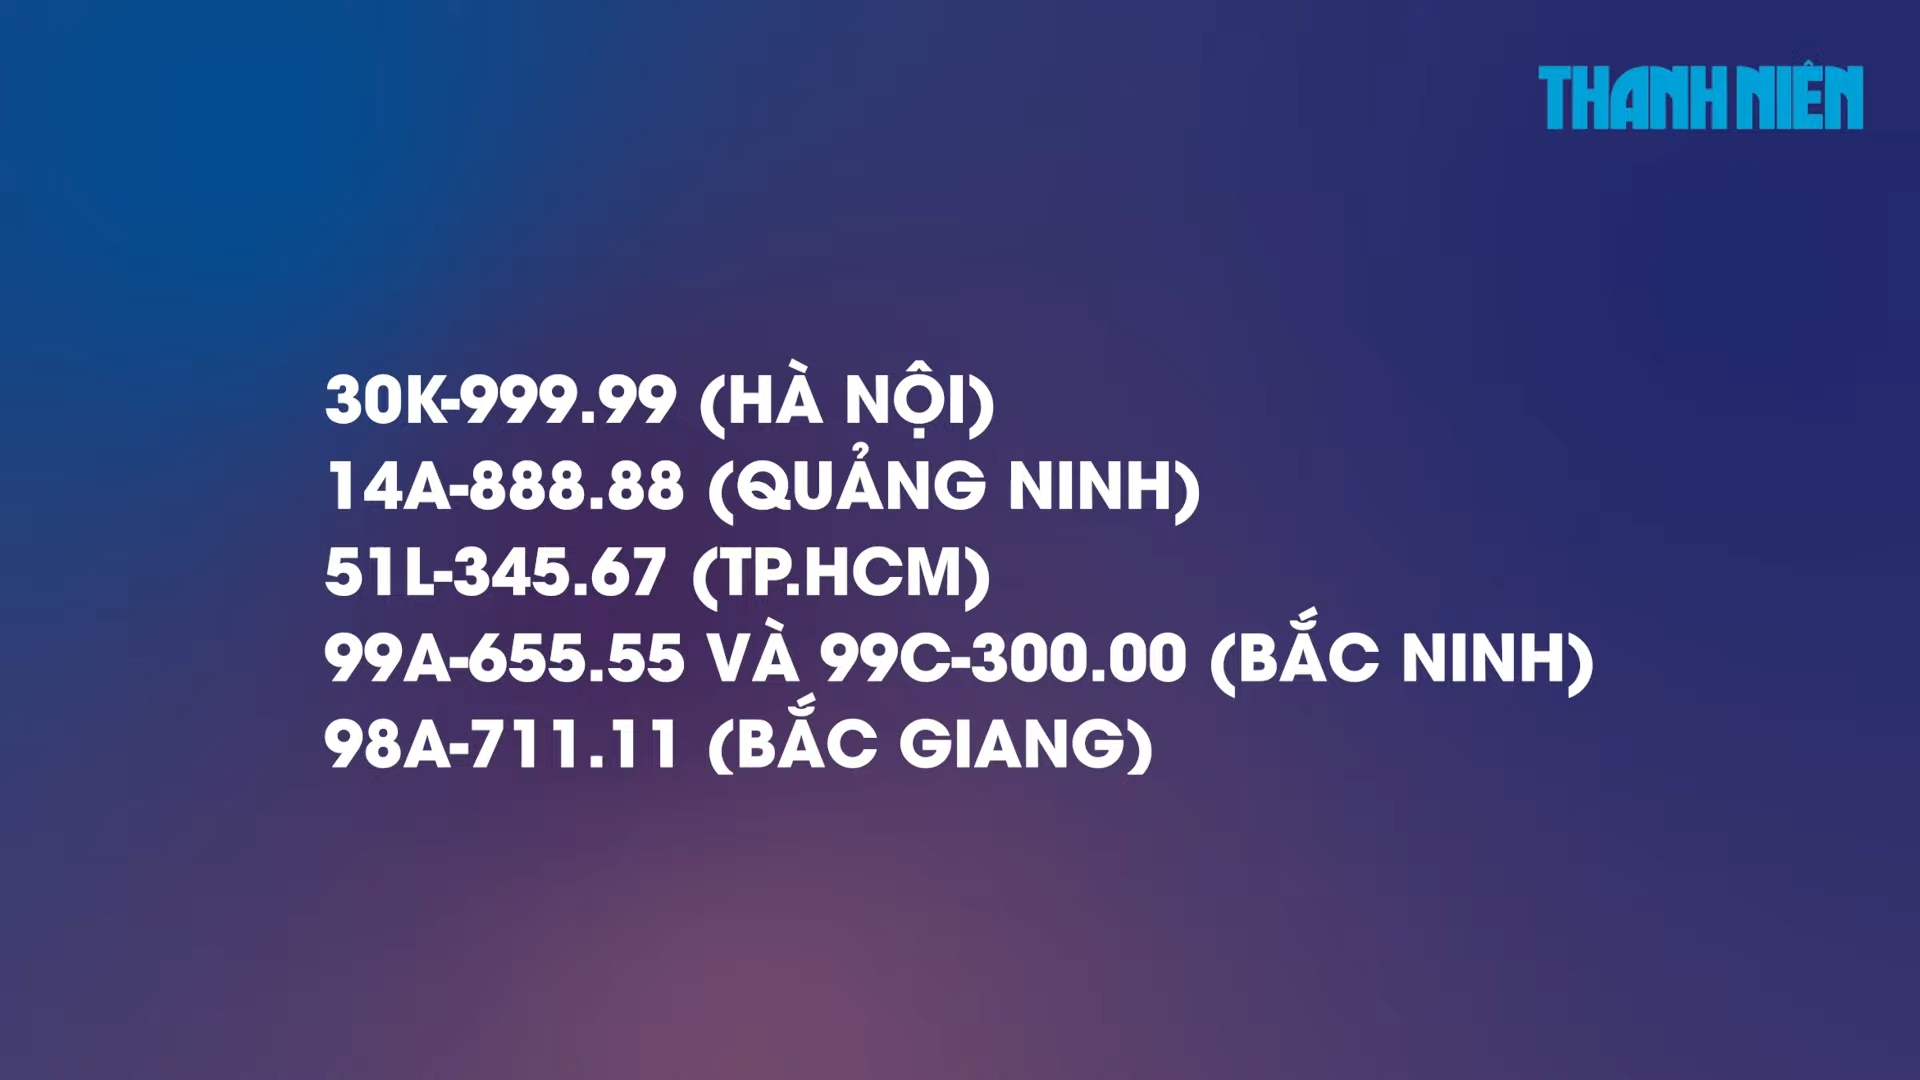 THANH NIÊN
30K-999.99 (HÀ NỘI)
14A-888.88 (QUẢNG NINH)
51L-345.67 (TP.HCM)
99A-655.55 VÀ 99C-300.00 (BẮC NINH)
98A-711.11 (BẮC GIANG)